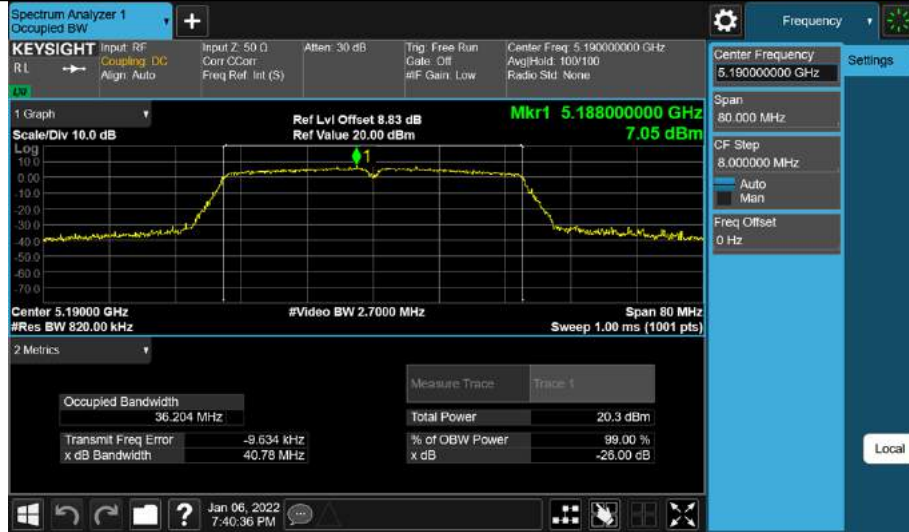 Spectrum Analyzer 1
Occupied BW
Frequency
KEYSIGHT
RL
Input: RF
Coupling: DC
Align: Auto
Input Z: 50 Ω
Corr CCorr
Freq Ref: Int (S)
Atten: 30 dB
Trig: Free Run
Gate: Off
#IF Gain: Low
Center Freq: 5.190000000 GHz
Avg|Hold: 100/100
Radio Std: None
1 Graph
Scale/Div 10.0 dB
Ref Lvl Offset 8.83 dB
Ref Value 20.00 dBm
Mkr1 5.188000000 GHz
7.05 dBm
Log
10.0
0.00
-10.0
-20.0
-30.0
-40.0
-50.0
-60.0
-70.0
1
Center 5.19000 GHz
#Res BW 820.00 kHz
#Video BW 2.7000 MHz
Span 80 MHz
Sweep 1.00 ms (1001 pts)
2 Metrics
Measure Trace
Trace 1
Occupied Bandwidth
36.204 MHz
Total Power
20.3 dBm
Transmit Freq Error
-9.634 kHz
% of OBW Power
99.00 %
x dB Bandwidth
40.78 MHz
x dB
-26.00 dB
Center Frequency
5.190000000 GHz
Settings
Span
80.000 MHz
CF Step
8.000000 MHz
Auto
Man
Freq Offset
0 Hz
Local
Jan 06, 2022
7:40:36 PM